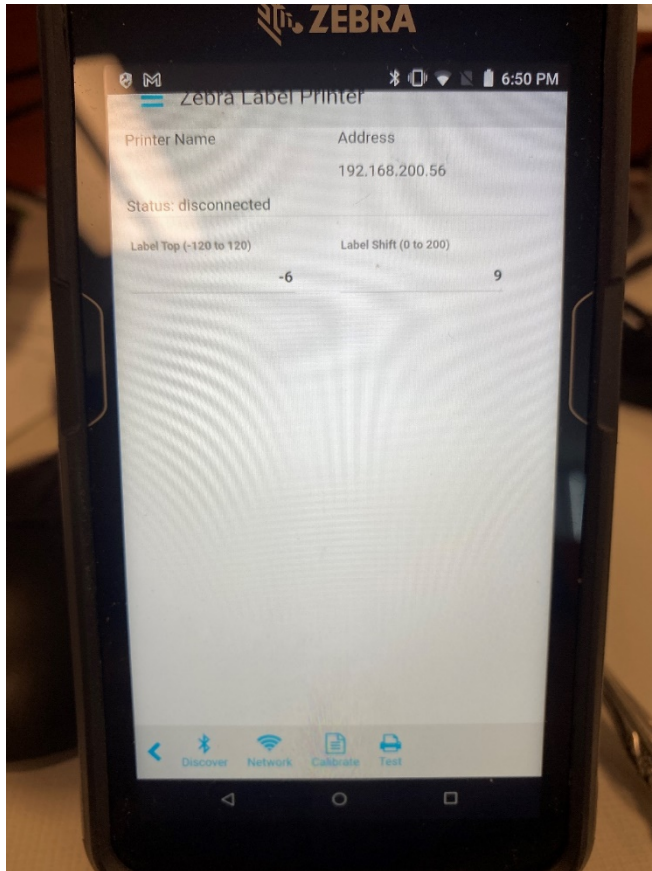 ZEBRA
6:50 PM
Zebra Label Printer
Printer Name
Address
192.168.200.56
Status: disconnected
Label Top (-120 to 120)
Label Shift (0 to 200)
-6
9
Discover
Network
Calibrate
Test